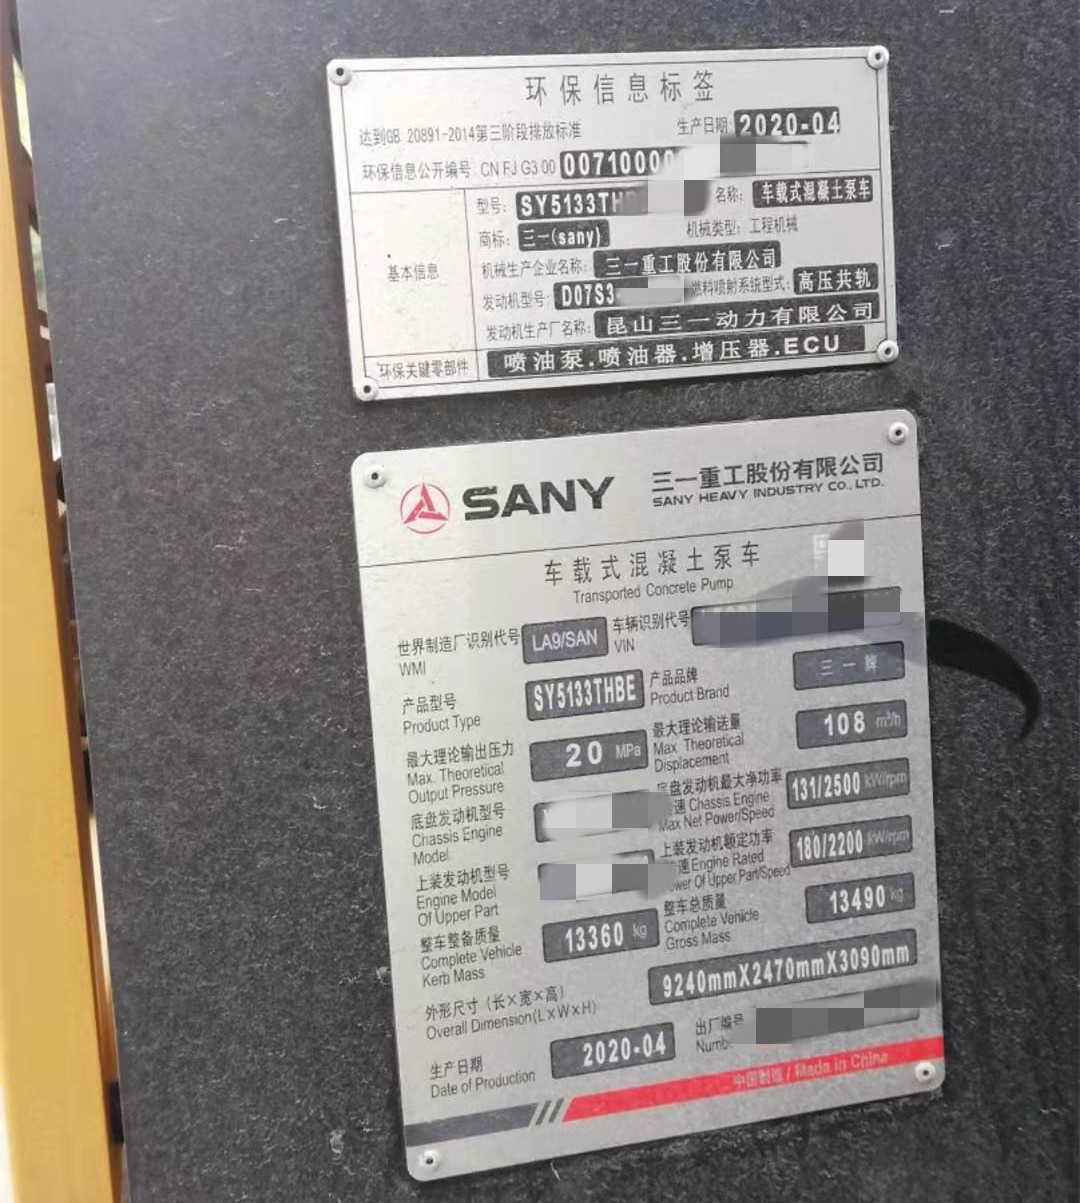 环保信息标签
达到GB 20891-2014第三阶段排放标准 生产日期 2020-04
环保信息公开编号 CN FJ G3 00 00710000
基本信息
型号: SY5133TH 名称: 车载式混凝土泵车
商标: 三一(sany) 机械类型: 工程机械
机械生产企业名称: 三一重工股份有限公司
发动机型号: D07S3 燃料喷射系统型式: 高压共轨
发动机生产厂名称: 昆山三一动力有限公司
环保关键零部件 喷油泵.喷油器.增压器.ECU
SANY 三一重工股份有限公司
SANY HEAVY INDUSTRY CO., LTD.
车载式混凝土泵车
Transported Concrete Pump
世界制造厂识别代号 LA9/SAN 车辆识别代号
WMI VIN
产品型号 SY5133THBE 产品品牌 三一牌
Product Type Product Brand
最大理论输出压力 20 MPa 最大理论输送量 108 m³/h
Max. Theoretical Max. Theoretical
Output Pressure Displacement
底盘发动机型号 底盘发动机最大净功率 131/2500 kW/rpm
Chassis Engine 速 Chassis Engine
Model Max Net Power/Speed
上装发动机型号 上装发动机额定功率 180/2200 kW/rpm
Engine Model 速 Engine Rated
Of Upper Part Power Of Upper Part/Speed
整车整备质量 13360 kg 整车总质量 13490 kg
Complete Vehicle Complete Vehicle
Kerb Mass Gross Mass
外形尺寸（长×宽×高） 9240mmX2470mmX3090mm
Overall Dimension(L×W×H)
生产日期 2020-04 出厂编号
Date of Production
中国制造 / Made in China